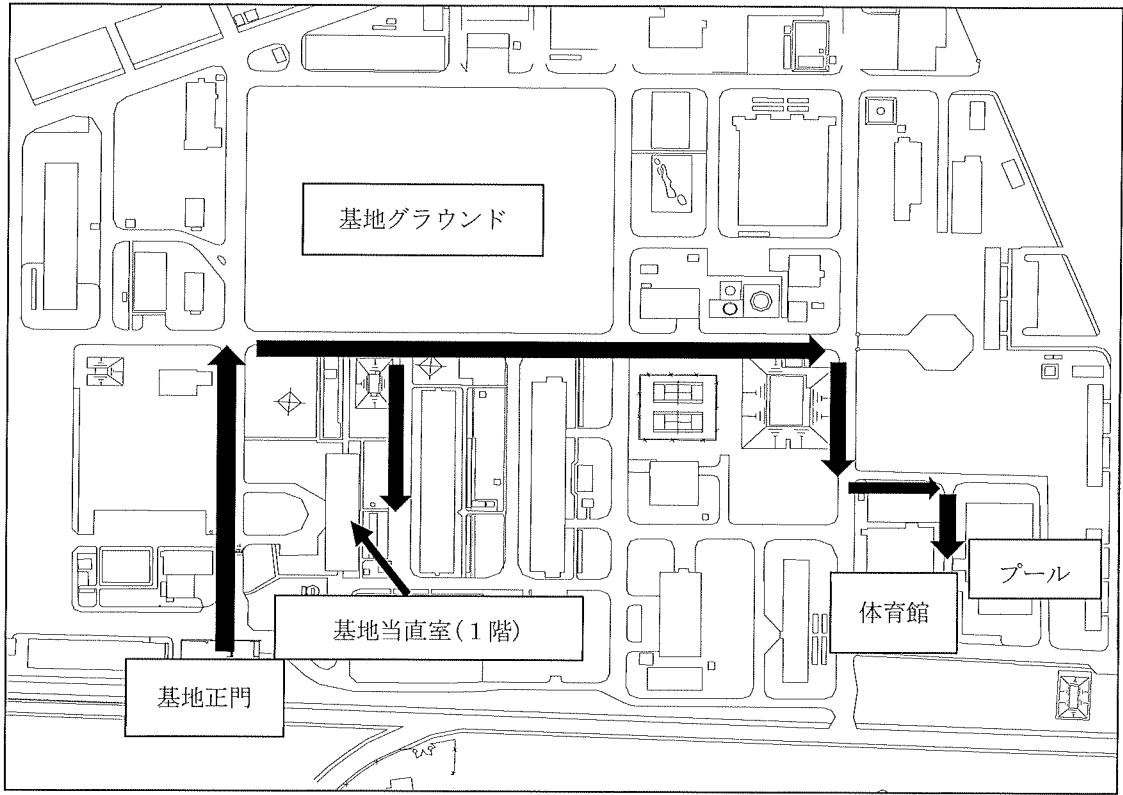 基地グラウンド
プール
体育館
基地当直室(１階)
基地正門